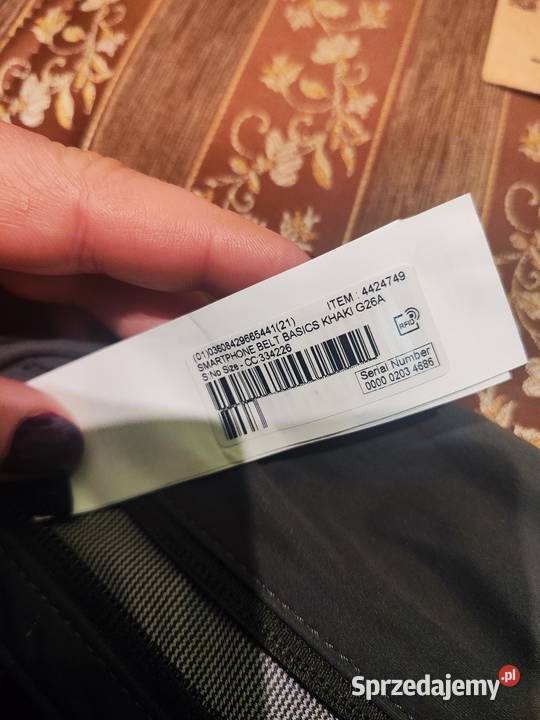 (01)03608429665441(21)
ITEM : 4424749
SMARTPHONE BELT BASICS KHAKI G26A
S No Size - CC 334226
RFID
Serial Number
0000 0203 4686
Sprzedajemy.pl